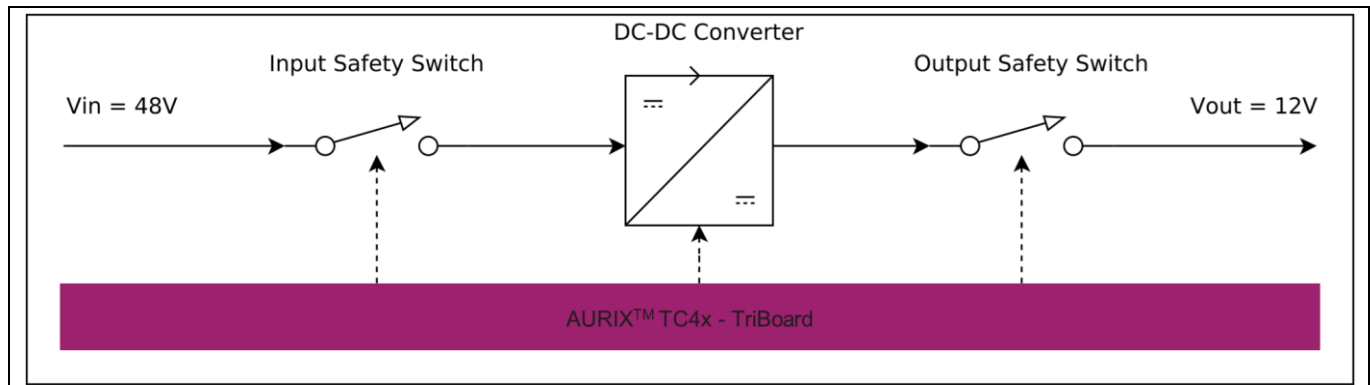 DC-DC Converter
Input Safety Switch
Output Safety Switch
Vin = 48V
Vout = 12V
AURIX™ TC4x - TriBoard